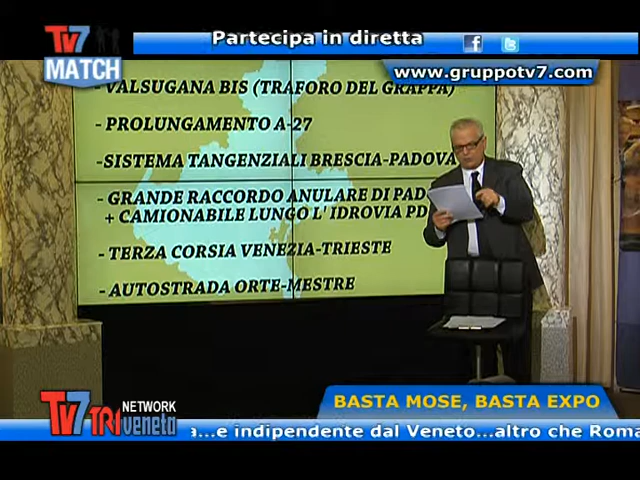 Partecipa in diretta
TV7
MATCH
www.gruppotv7.com
- VALSUGANA BIS (TRAFORO DEL GRAPPA)
- PROLUNGAMENTO A-27
- SISTEMA TANGENZIALI BRESCIA-PADOVA
- GRANDE RACCORDO ANULARE DI PAD
+ CAMIONABILE LUNGO L' IDROVIA PD
- TERZA CORSIA VENEZIA-TRIESTE
- AUTOSTRADA ORTE-MESTRE
BASTA MOSE, BASTA EXPO
TV7 TRI NETWORK
veneta
a...e indipendente dal Veneto...altro che Roma